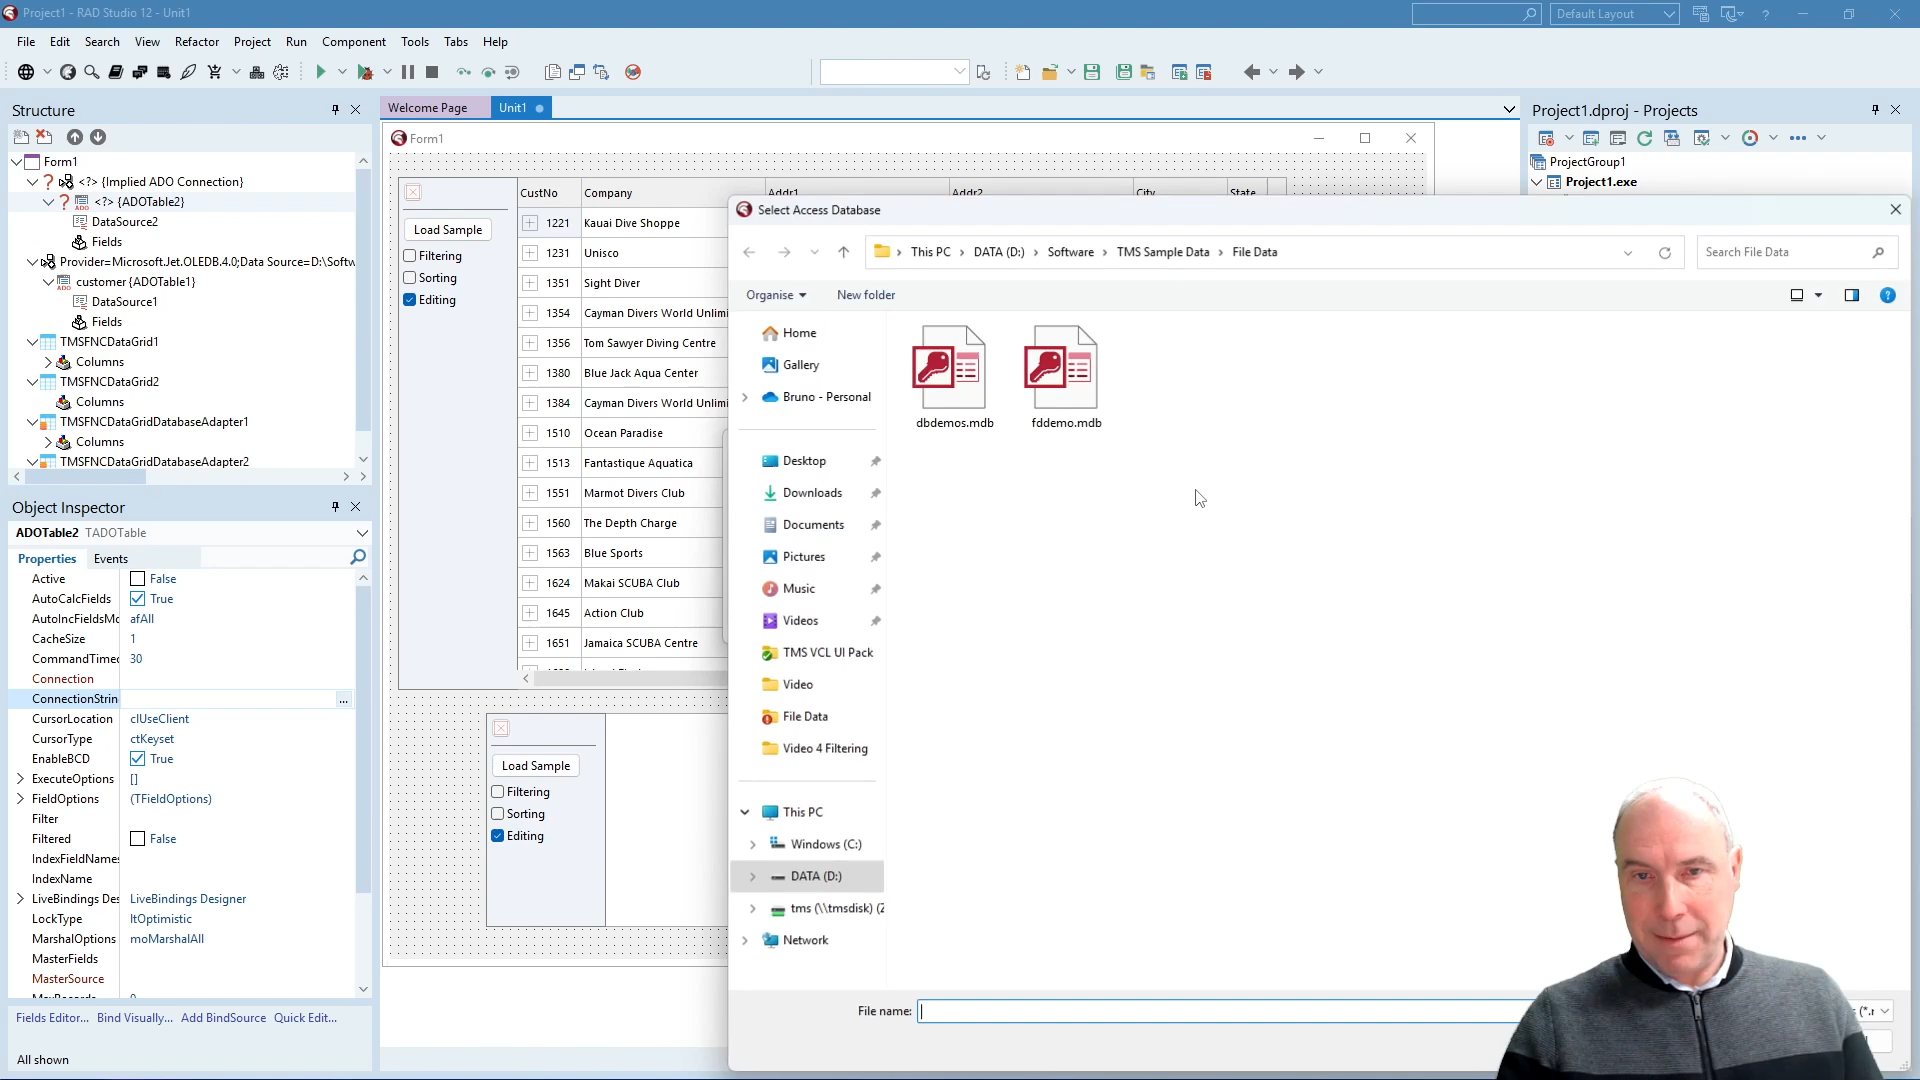 Project1 - RAD Studio 12 - Unit1
Default Layout
File Edit Search View Refactor Project Run Component Tools Tabs Help
Structure
Form1
<?> {Implied ADO Connection}
<?> {ADOTable2}
DataSource2
Fields
Provider=Microsoft.Jet.OLEDB.4.0;Data Source=D:\Softw
customer {ADOTable1}
DataSource1
Fields
TMSFNCDataGrid1
Columns
TMSFNCDataGrid2
Columns
TMSFNCDataGridDatabaseAdapter1
Columns
TMSFNCDataGridDatabaseAdapter2
Object Inspector
ADOTable2 TADOTable
Properties Events
Active False
AutoCalcFields True
AutoIncFieldsMo afAll
CacheSize 1
CommandTimeo 30
Connection
ConnectionStrin ...
CursorLocation clUseClient
CursorType ctKeyset
EnableBCD True
ExecuteOptions []
FieldOptions (TFieldOptions)
Filter
Filtered False
IndexFieldNames
IndexName
LiveBindings Des LiveBindings Designer
LockType ltOptimistic
MarshalOptions moMarshalAll
MasterFields
MasterSource
Fields Editor... Bind Visually... Add BindSource Quick Edit...
All shown
Welcome Page Unit1
Form1
Load Sample
Filtering
Sorting
Editing
CustNo Company Addr1 Addr2 City State
1221 Kauai Dive Shoppe
1231 Unisco
1351 Sight Diver
1354 Cayman Divers World Unlimi
1356 Tom Sawyer Diving Centre
1380 Blue Jack Aqua Center
1384 Cayman Divers World Unlimi
1510 Ocean Paradise
1513 Fantastique Aquatica
1551 Marmot Divers Club
1560 The Depth Charge
1563 Blue Sports
1624 Makai SCUBA Club
1645 Action Club
1651 Jamaica SCUBA Centre
Load Sample
Filtering
Sorting
Editing
Select Access Database
This PC > DATA (D:) > Software > TMS Sample Data > File Data
Search File Data
Organise New folder
Home
Gallery
Bruno - Personal
Desktop
Downloads
Documents
Pictures
Music
Videos
TMS VCL UI Pack
Video
File Data
Video 4 Filtering
This PC
Windows (C:)
DATA (D:)
tms (\\tmsdisk) (Z
Network
dbdemos.mdb
fddemo.mdb
File name:
Project1.dproj - Projects
ProjectGroup1
Project1.exe